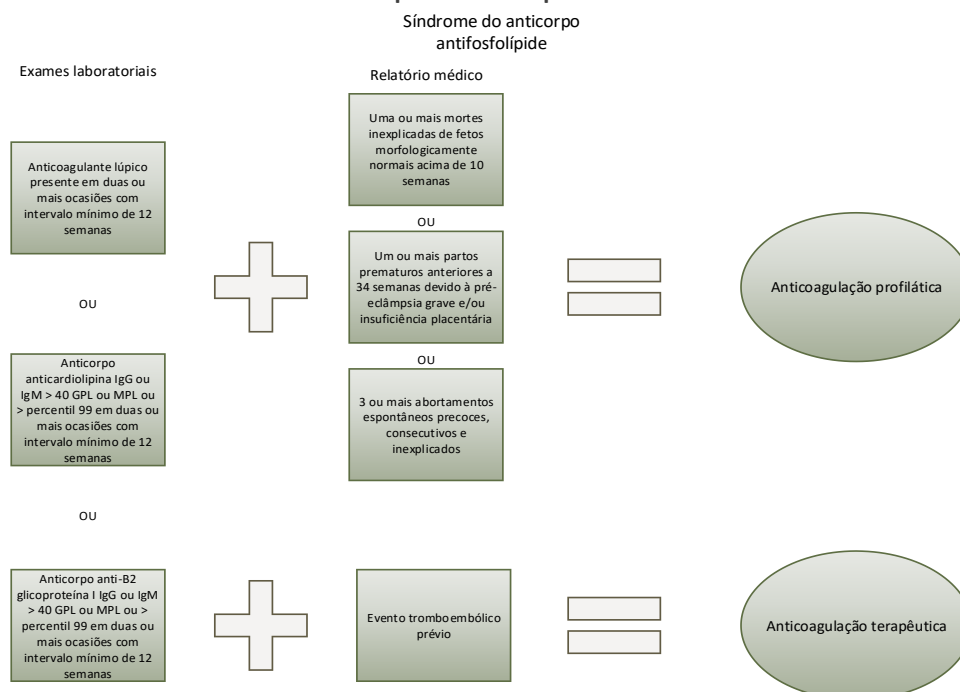 Síndrome do anticorpo
antifosfolípide
Exames laboratoriais
Relatório médico
Anticoagulante lúpico
presente em duas ou
mais ocasiões com
intervalo mínimo de 12
semanas
OU
Anticorpo
anticardiolipina IgG ou
IgM > 40 GPL ou MPL ou
> percentil 99 em duas ou
mais ocasiões com
intervalo mínimo de 12
semanas
OU
Anticorpo anti-B2
glicoproteína I IgG ou IgM
> 40 GPL ou MPL ou >
percentil 99 em duas ou
mais ocasiões com
intervalo mínimo de 12
semanas
Uma ou mais mortes
inexplicadas de fetos
morfologicamente
normais acima de 10
semanas
OU
Um ou mais partos
prematuros anteriores a
34 semanas devido à pré-
eclâmpsia grave e/ou
insuficiência placentária
OU
3 ou mais abortamentos
espontâneos precoces,
consecutivos e
inexplicados
Evento tromboembólico
prévio
Anticoagulação profilática
Anticoagulação terapêutica